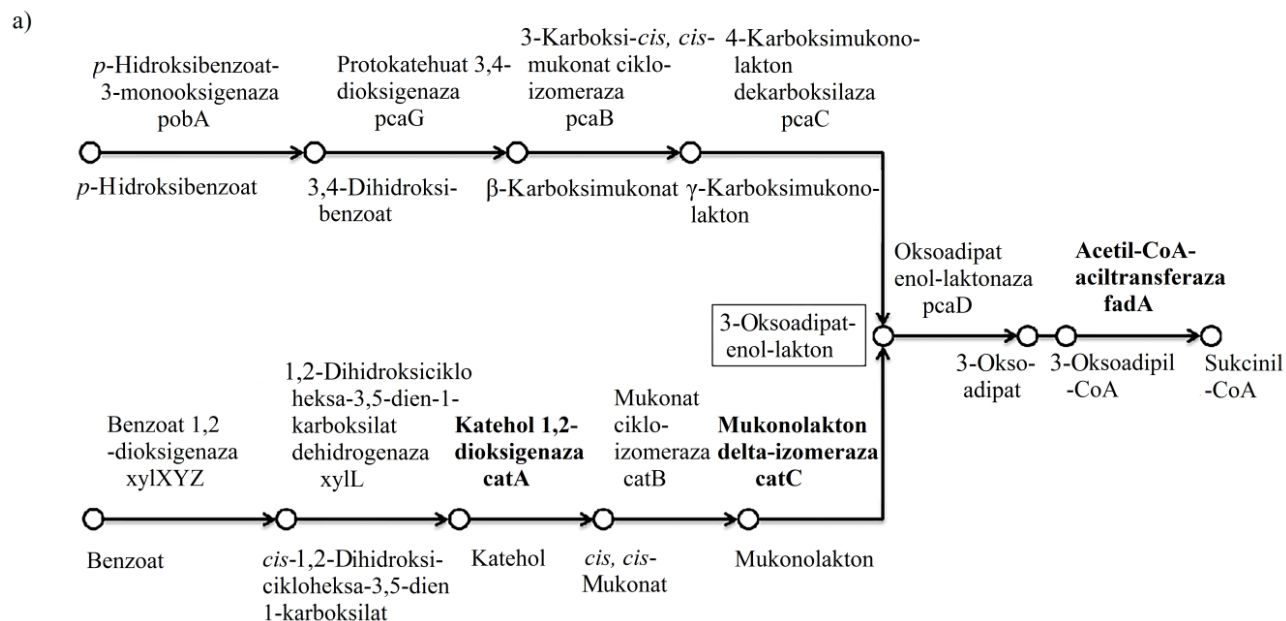 a)
p-Hidroksibenzoat-
3-monooksigenaza
pobA
Protokatehuat 3,4-
dioksigenaza
pcaG
3-Karboksi-cis, cis-
mukonat ciklo-
izomeraza
pcaB
4-Karboksimukono-
lakton
dekarboksilaza
pcaC
p-Hidroksibenzoat
3,4-Dihidroksi-
benzoat
β-Karboksimukonat
γ-Karboksimukono-
lakton
3-Oksoadipat-
enol-lakton
Oksoadipat
enol-laktonaza
pcaD
Acetil-CoA-
aciltransferaza
fadA
3-Okso-
adipat
3-Oksoadipil
-CoA
Sukcinil
-CoA
Benzoat 1,2
-dioksigenaza
xylXYZ
1,2-Dihidroksiciklo
heksa-3,5-dien-1-
karboksilat
dehidrogenaza
xylL
Katehol 1,2-
dioksigenaza
catA
Mukonat
ciklo-
izomeraza
catB
Mukonolakton
delta-izomeraza
catC
Benzoat
cis-1,2-Dihidroksi-
cikloheksa-3,5-dien
1-karboksilat
Katehol
cis, cis-
Mukonat
Mukonolakton